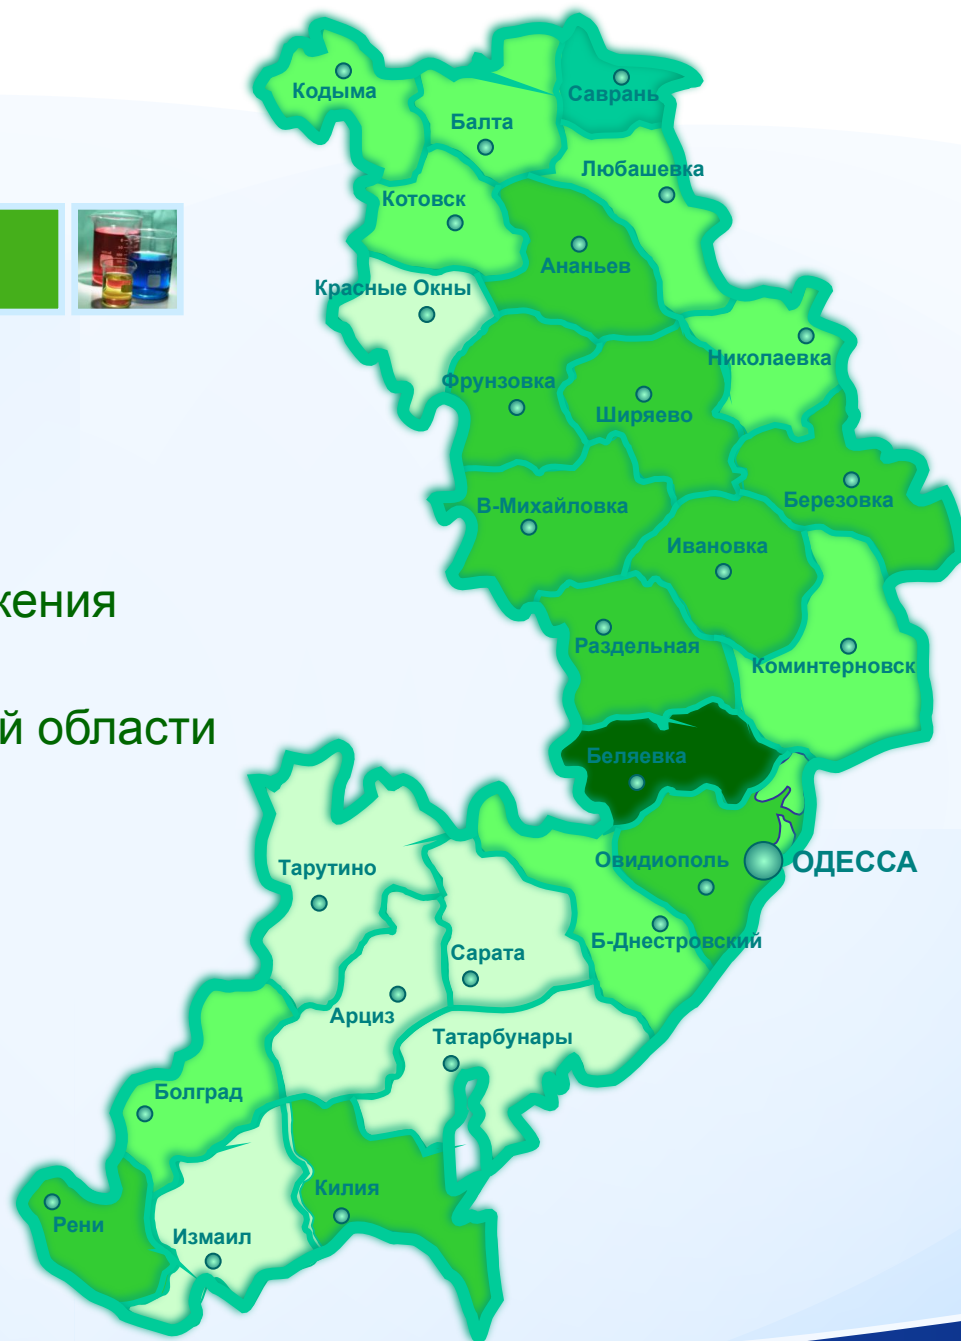 Кодыма
Саврань
Балта
Любашевка
Котовск
Ананьев
Красные Окны
Николаевка
Фрунзовка
Ширяево
Березовка
В-Михайловка
Ивановка
жения
Раздельная
Коминтерновск
й области
Беляевка
Овидиополь
ОДЕССА
Тарутино
Б-Днестровский
Сарата
Арциз
Татарбунары
Болград
Килия
Рени
Измаил